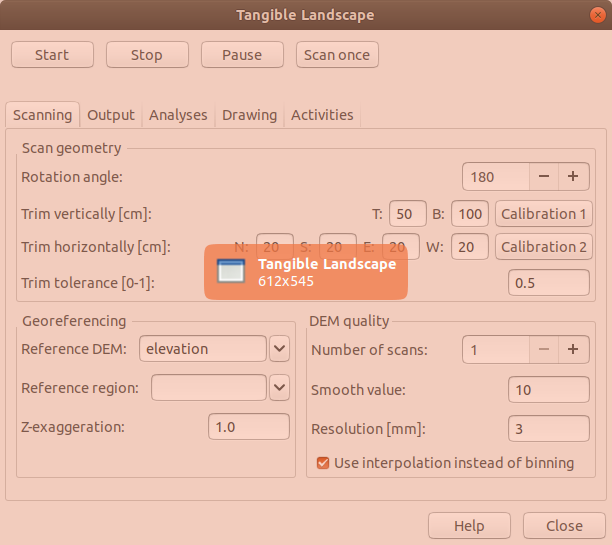 Tangible Landscape
Start Stop Pause Scan once
Scanning Output Analyses Drawing Activities
Scan geometry
Rotation angle: 180 − +
Trim vertically [cm]: T: 50 B: 100 Calibration 1
Trim horizontally [cm]: N: 20 S: 20 E: 20 W: 20 Calibration 2
Tangible Landscape
612x545
Trim tolerance [0-1]: 0.5
Georeferencing
Reference DEM: elevation
Reference region:
Z-exaggeration: 1.0
DEM quality
Number of scans: 1 − +
Smooth value: 10
Resolution [mm]: 3
Use interpolation instead of binning
Help Close